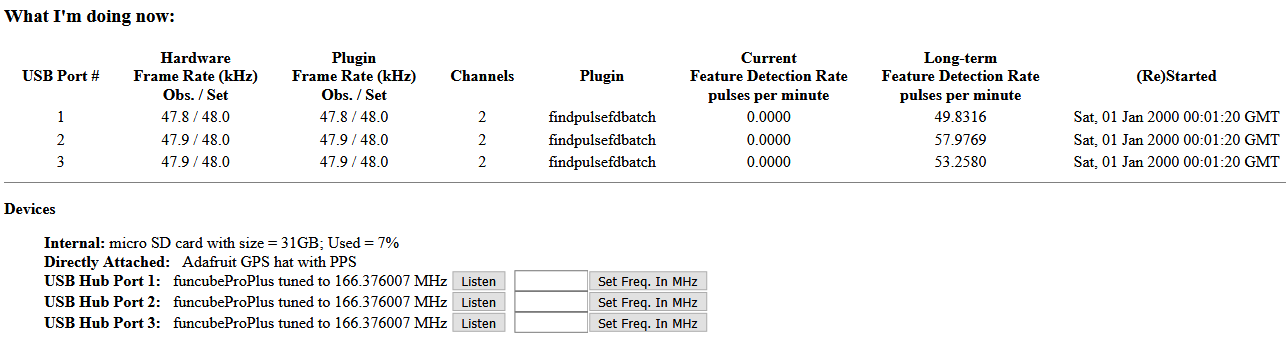 What I'm doing now:
Hardware Plugin Current Long-term
USB Port # Frame Rate (kHz) Frame Rate (kHz) Channels Plugin Feature Detection Rate Feature Detection Rate (Re)Started
Obs. / Set Obs. / Set pulses per minute pulses per minute
1 47.8 / 48.0 47.8 / 48.0 2 findpulsefdbatch 0.0000 49.8316 Sat, 01 Jan 2000 00:01:20 GMT
2 47.9 / 48.0 47.9 / 48.0 2 findpulsefdbatch 0.0000 57.9769 Sat, 01 Jan 2000 00:01:20 GMT
3 47.9 / 48.0 47.9 / 48.0 2 findpulsefdbatch 0.0000 53.2580 Sat, 01 Jan 2000 00:01:20 GMT
Devices
Internal: micro SD card with size = 31GB; Used = 7%
Directly Attached: Adafruit GPS hat with PPS
USB Hub Port 1: funcubeProPlus tuned to 166.376007 MHz Listen Set Freq. In MHz
USB Hub Port 2: funcubeProPlus tuned to 166.376007 MHz Listen Set Freq. In MHz
USB Hub Port 3: funcubeProPlus tuned to 166.376007 MHz Listen Set Freq. In MHz